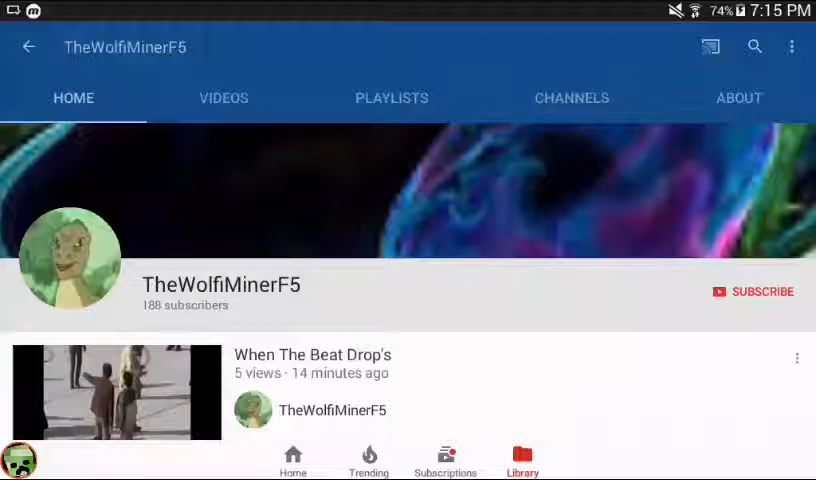 74% 7:15 PM
TheWolfiMinerF5
HOME VIDEOS PLAYLISTS CHANNELS ABOUT
TheWolfiMinerF5
188 subscribers
SUBSCRIBE
When The Beat Drop's
5 views · 14 minutes ago
TheWolfiMinerF5
Home Trending Subscriptions Library